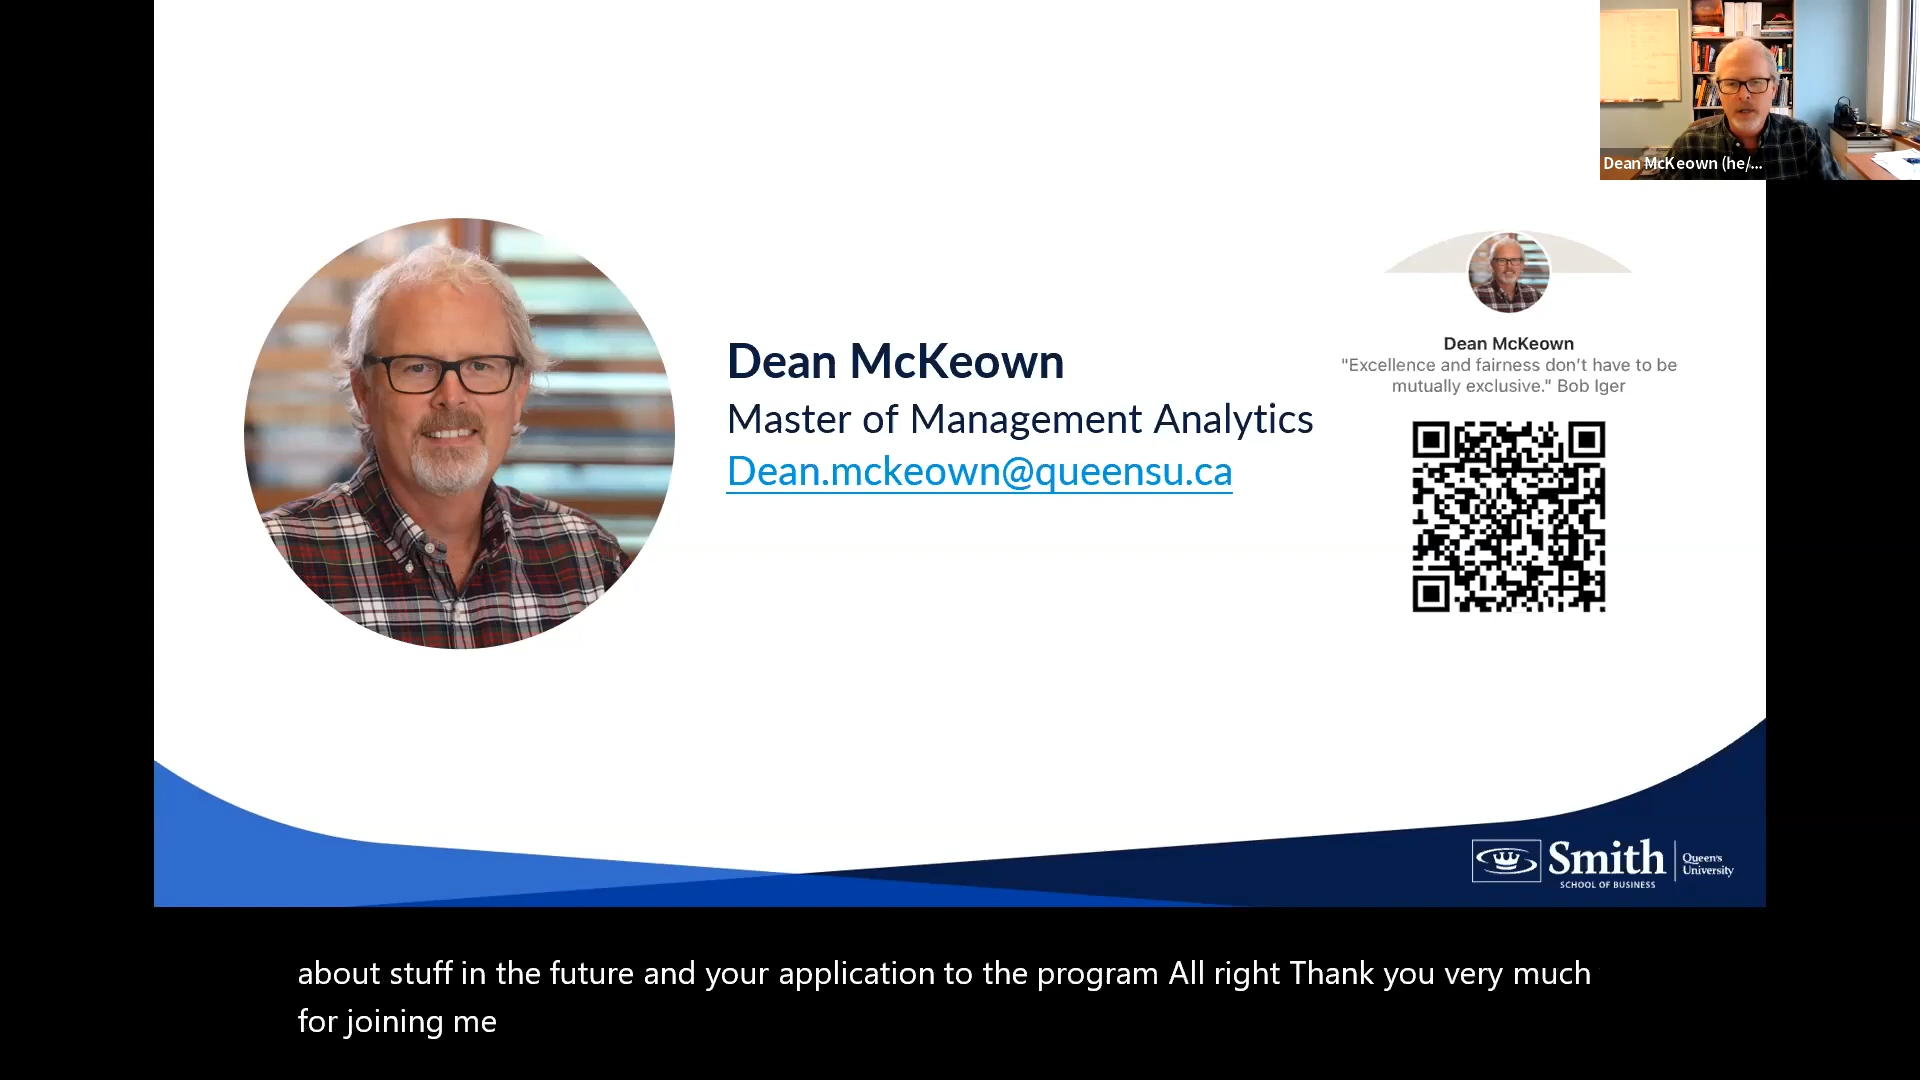 Dean McKeown (he/...
Dean McKeown
Master of Management Analytics
Dean.mckeown@queensu.ca
Dean McKeown
"Excellence and fairness don't have to be
mutually exclusive." Bob Iger
Smith
SCHOOL OF BUSINESS
Queen's
University
about stuff in the future and your application to the program All right Thank you very much
for joining me